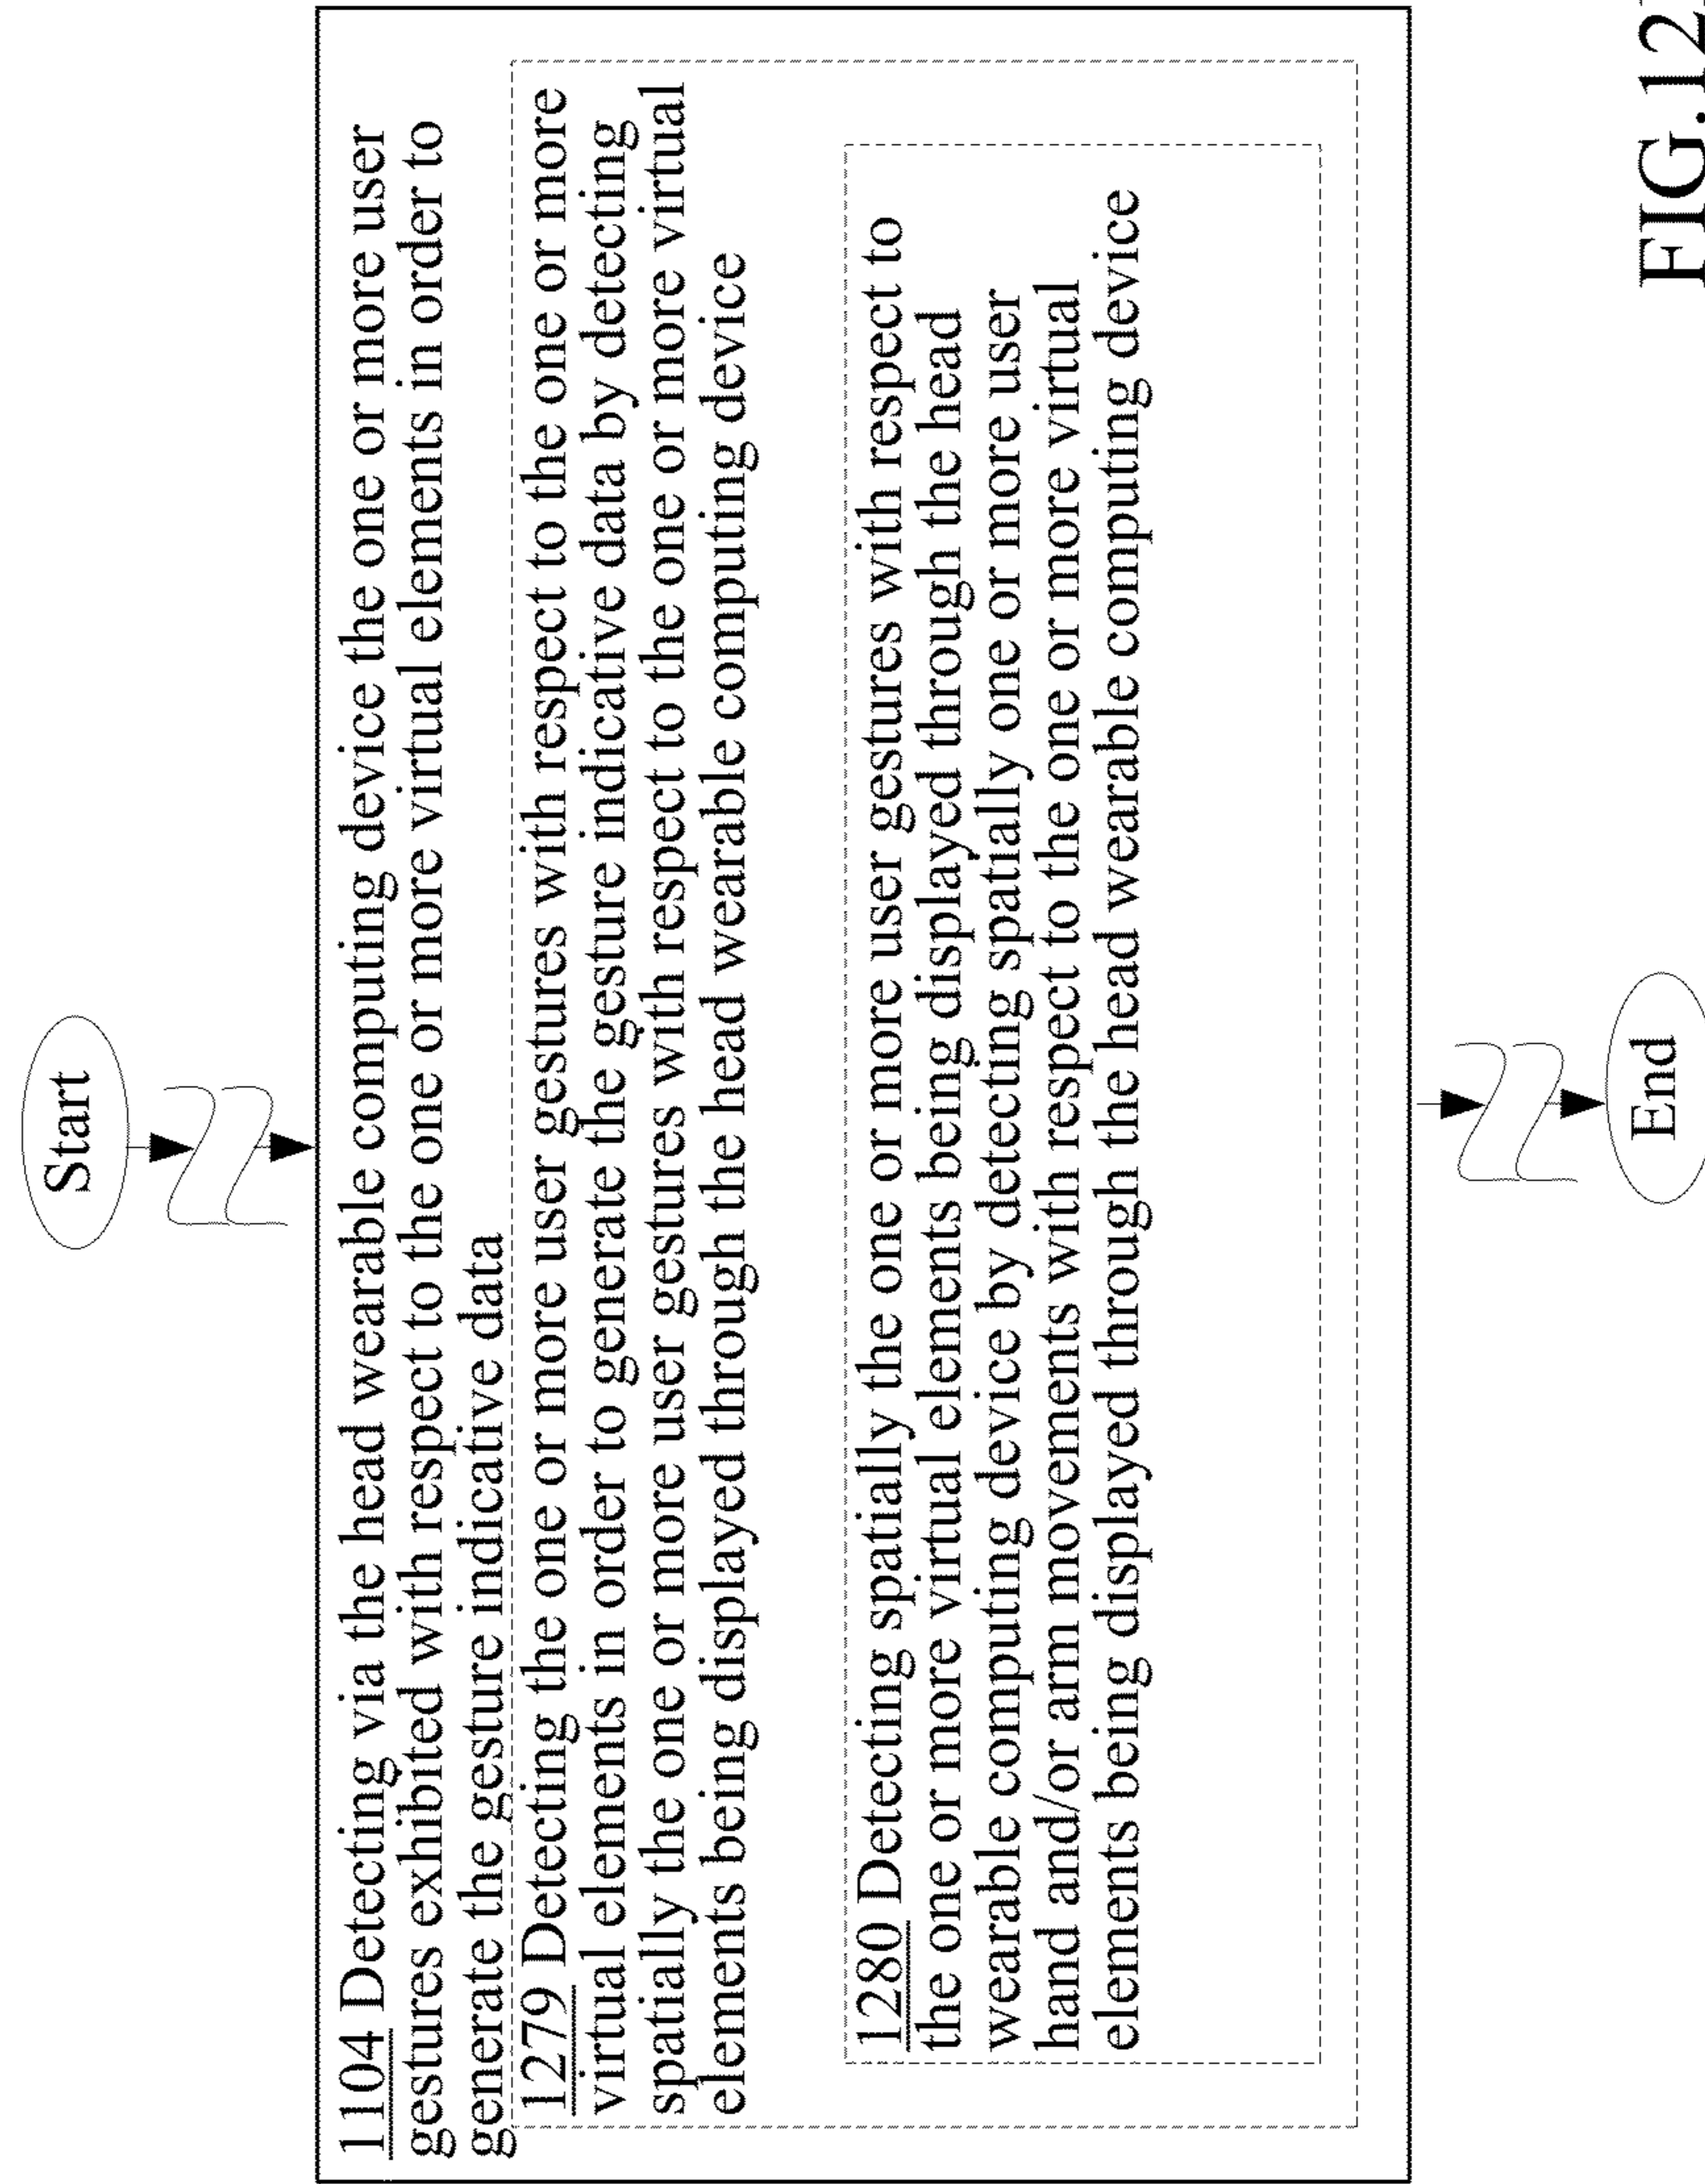 Start
1104 Detecting via the head wearable computing device the one or more user
gestures exhibited with respect to the one or more virtual elements in order to
generate the gesture indicative data
1279 Detecting the one or more user gestures with respect to the one or more
virtual elements in order to generate the gesture indicative data by detecting
spatially the one or more user gestures with respect to the one or more virtual
elements being displayed through the head wearable computing device
1280 Detecting spatially the one or more user gestures with respect to
the one or more virtual elements being displayed through the head
wearable computing device by detecting spatially one or more user
hand and/or arm movements with respect to the one or more virtual
elements being displayed through the head wearable computing device
End
FIG.12